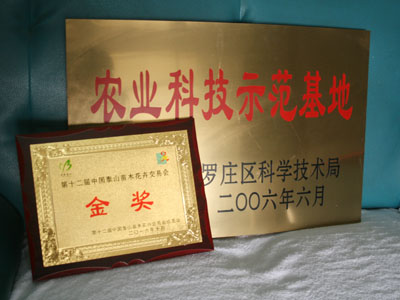 农业科技示范基地
罗庄区科学技术局
二〇〇六年六月
第十二届中国萧山苗木花卉交易会
金奖